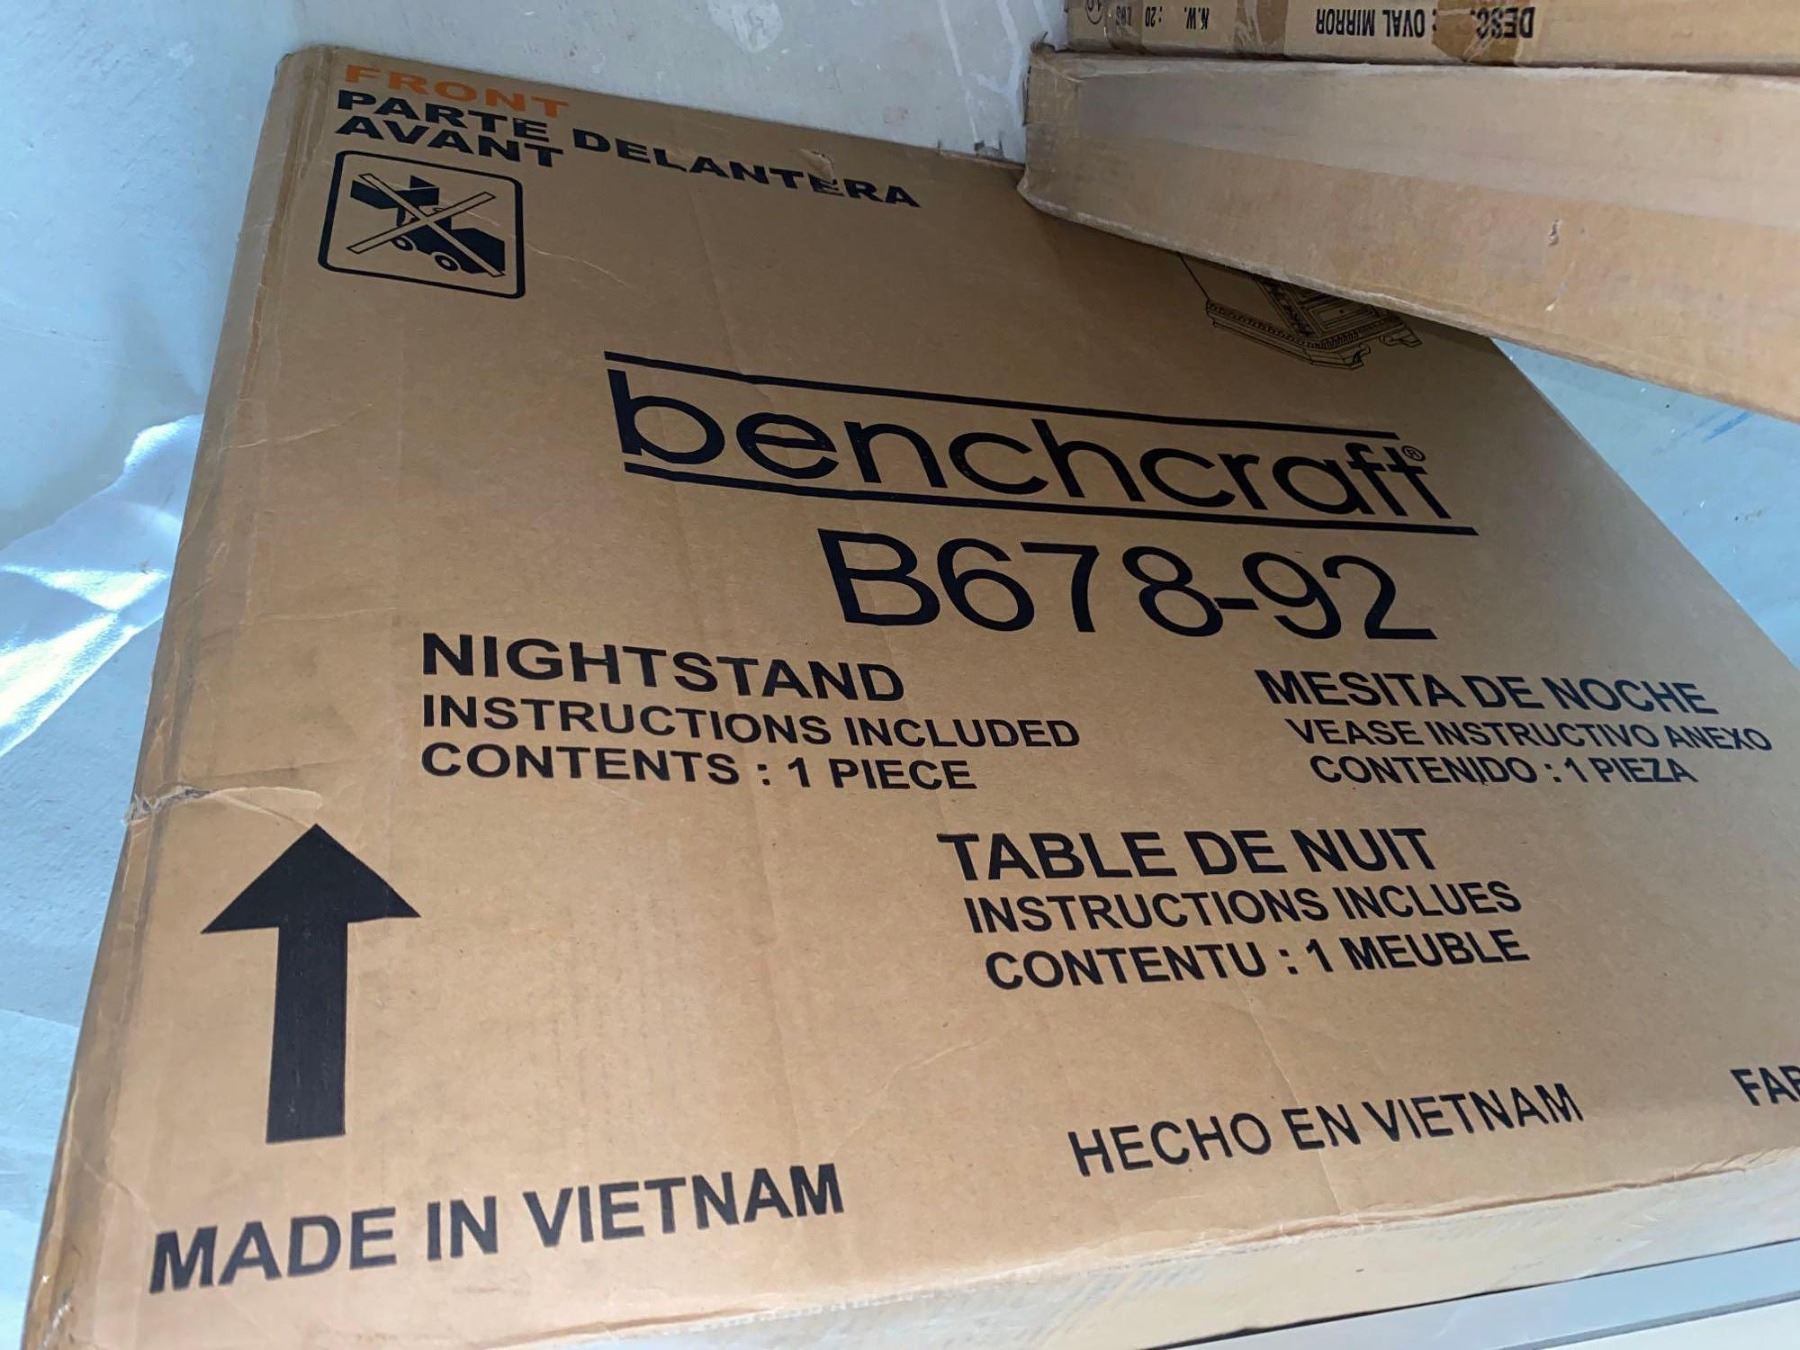 DESC. : OVAL MIRROR
N.W. : 20
FRONT
PARTE DELANTERA
AVANT
benchcraft®
B678-92
NIGHTSTAND
INSTRUCTIONS INCLUDED
CONTENTS : 1 PIECE
MESITA DE NOCHE
VEASE INSTRUCTIVO ANEXO
CONTENIDO : 1 PIEZA
TABLE DE NUIT
INSTRUCTIONS INCLUES
CONTENTU : 1 MEUBLE
MADE IN VIETNAM
HECHO EN VIETNAM